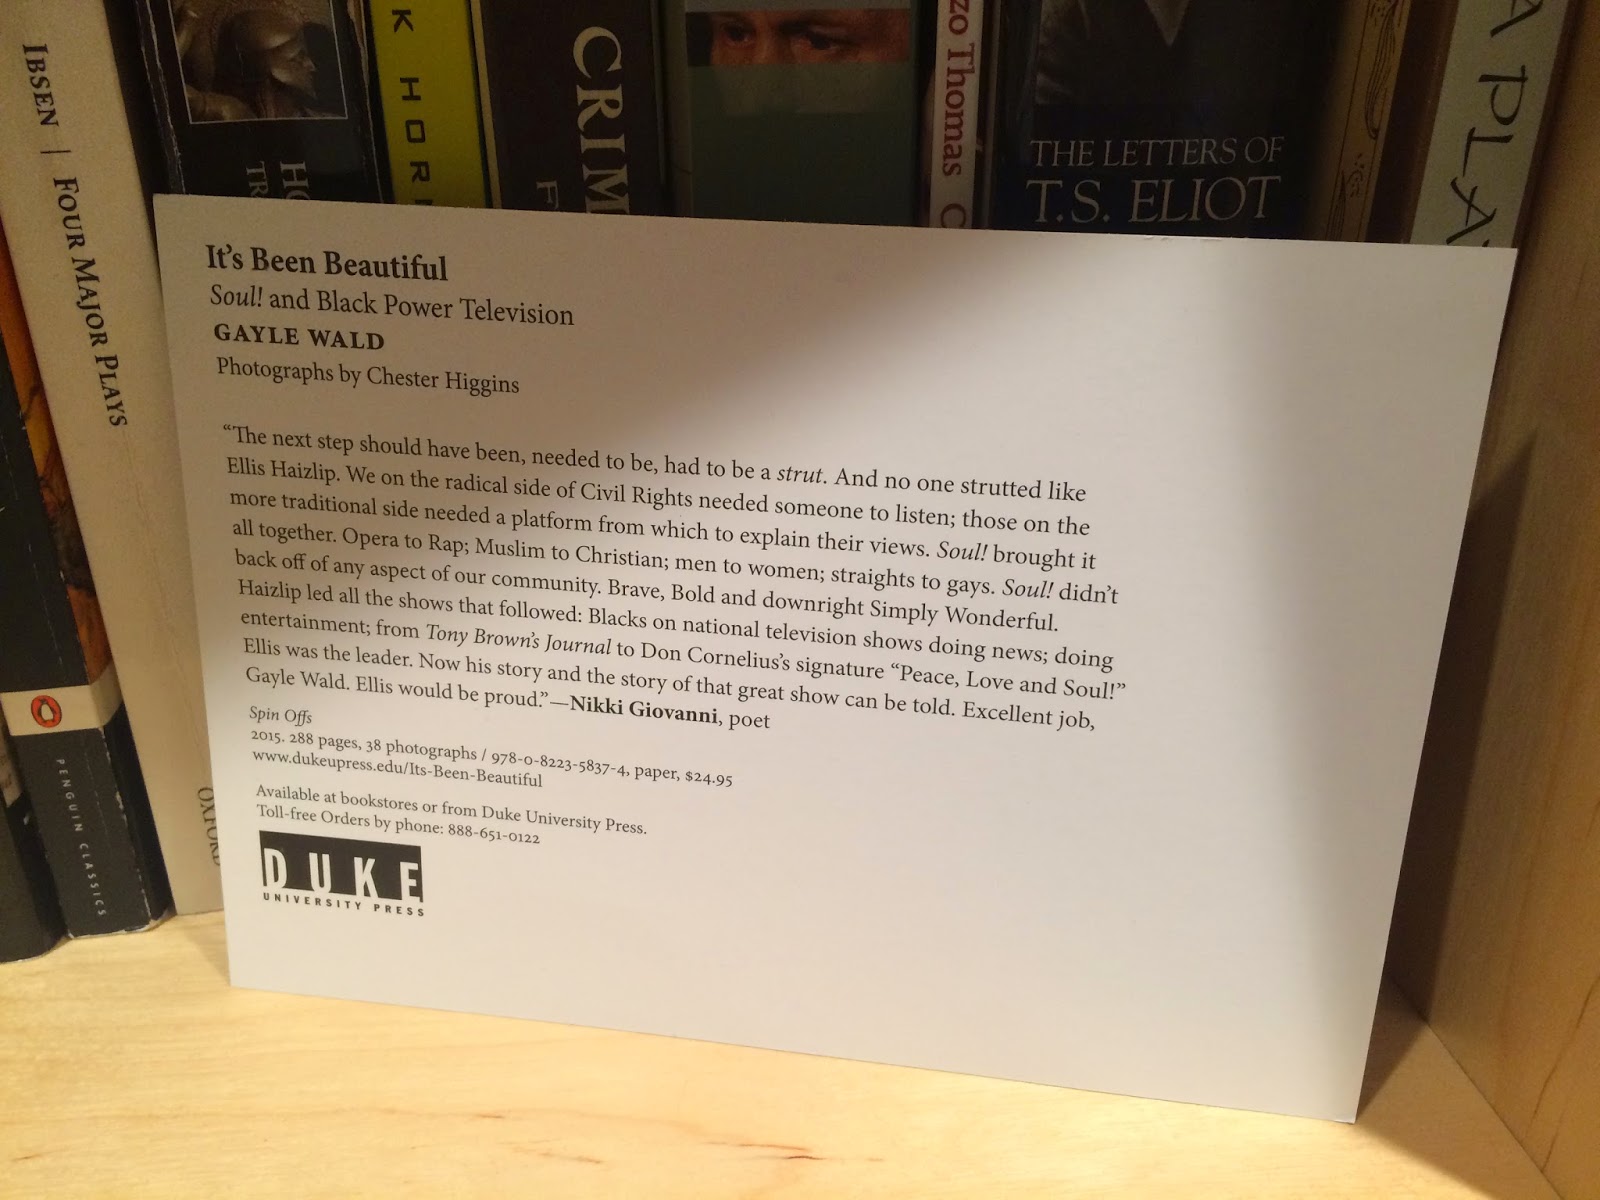 IBSEN | FOUR MAJOR PLAYS
OXFORD
PENGUIN CLASSICS
CRIM
zo Thomas
THE LETTERS OF
T.S. ELIOT
A PLAY
It's Been Beautiful
Soul! and Black Power Television
GAYLE WALD
Photographs by Chester Higgins
“The next step should have been, needed to be, had to be a strut. And no one strutted like
Ellis Haizlip. We on the radical side of Civil Rights needed someone to listen; those on the
more traditional side needed a platform from which to explain their views. Soul! brought it
all together. Opera to Rap; Muslim to Christian; men to women; straights to gays. Soul! didn't
back off of any aspect of our community. Brave, Bold and downright Simply Wonderful.
Haizlip led all the shows that followed: Blacks on national television shows doing news; doing
entertainment; from Tony Brown's Journal to Don Cornelius's signature “Peace, Love and Soul!”
Ellis was the leader. Now his story and the story of that great show can be told. Excellent job,
Gayle Wald. Ellis would be proud.”—Nikki Giovanni, poet
Spin Offs
2015. 288 pages, 38 photographs / 978-0-8223-5837-4, paper, $24.95
www.dukeupress.edu/Its-Been-Beautiful
Available at bookstores or from Duke University Press.
Toll-free Orders by phone: 888-651-0122
DUKE
UNIVERSITY PRESS